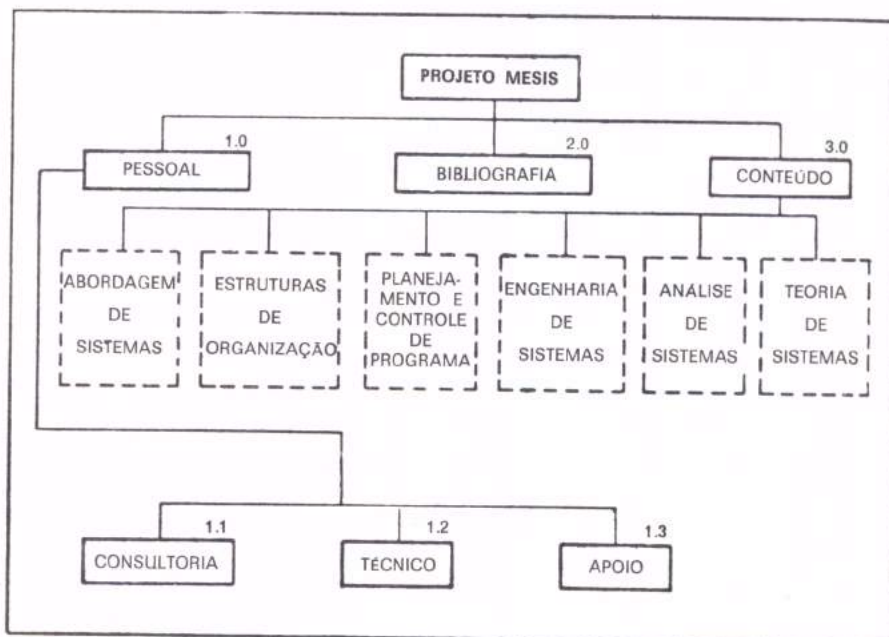 PROJETO MESIS
1.0
2.0
3.0
PESSOAL
BIBLIOGRAFIA
CONTEÚDO
ABORDAGEM
DE
SISTEMAS
ESTRUTURAS
DE
ORGANIZAÇÃO
PLANEJA-
MENTO E
CONTROLE
DE
PROGRAMA
ENGENHARIA
DE
SISTEMAS
ANÁLISE
DE
SISTEMAS
TEORIA
DE
SISTEMAS
1.1
1.2
1.3
CONSULTORIA
TÉCNICO
APOIO